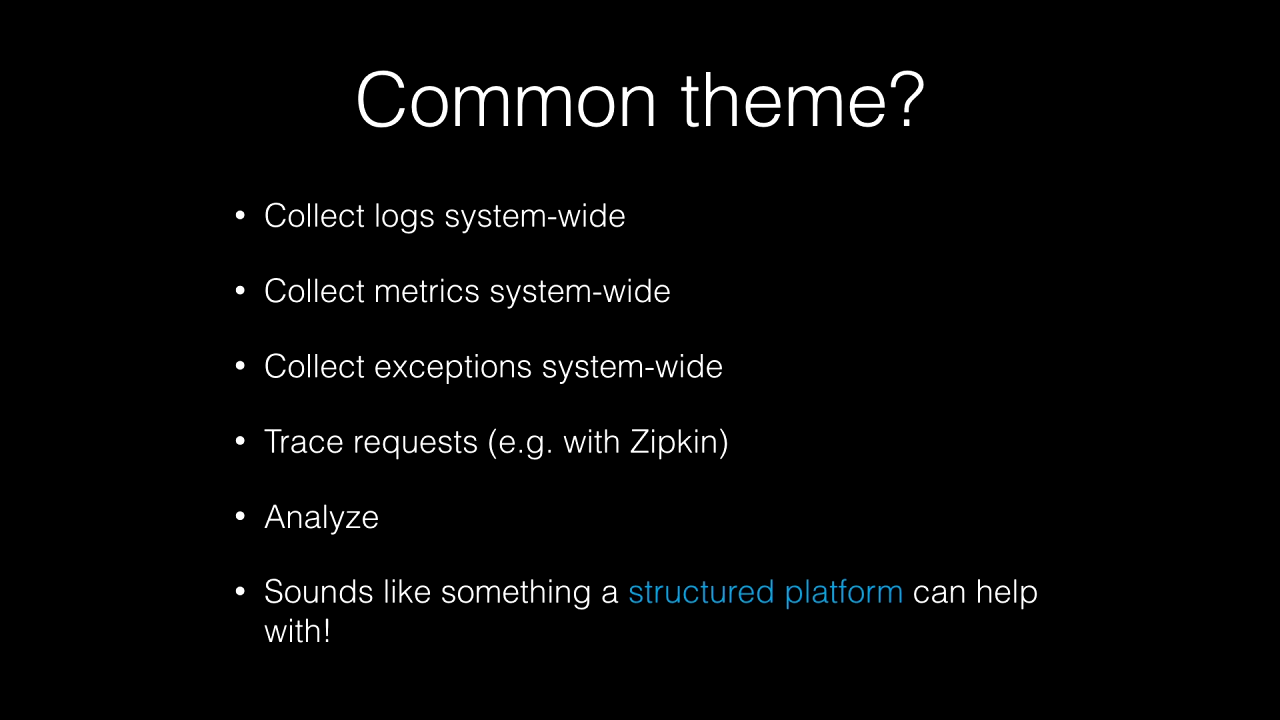 Common theme?
• Collect logs system-wide
• Collect metrics system-wide
• Collect exceptions system-wide
• Trace requests (e.g. with Zipkin)
• Analyze
• Sounds like something a structured platform can help
with!